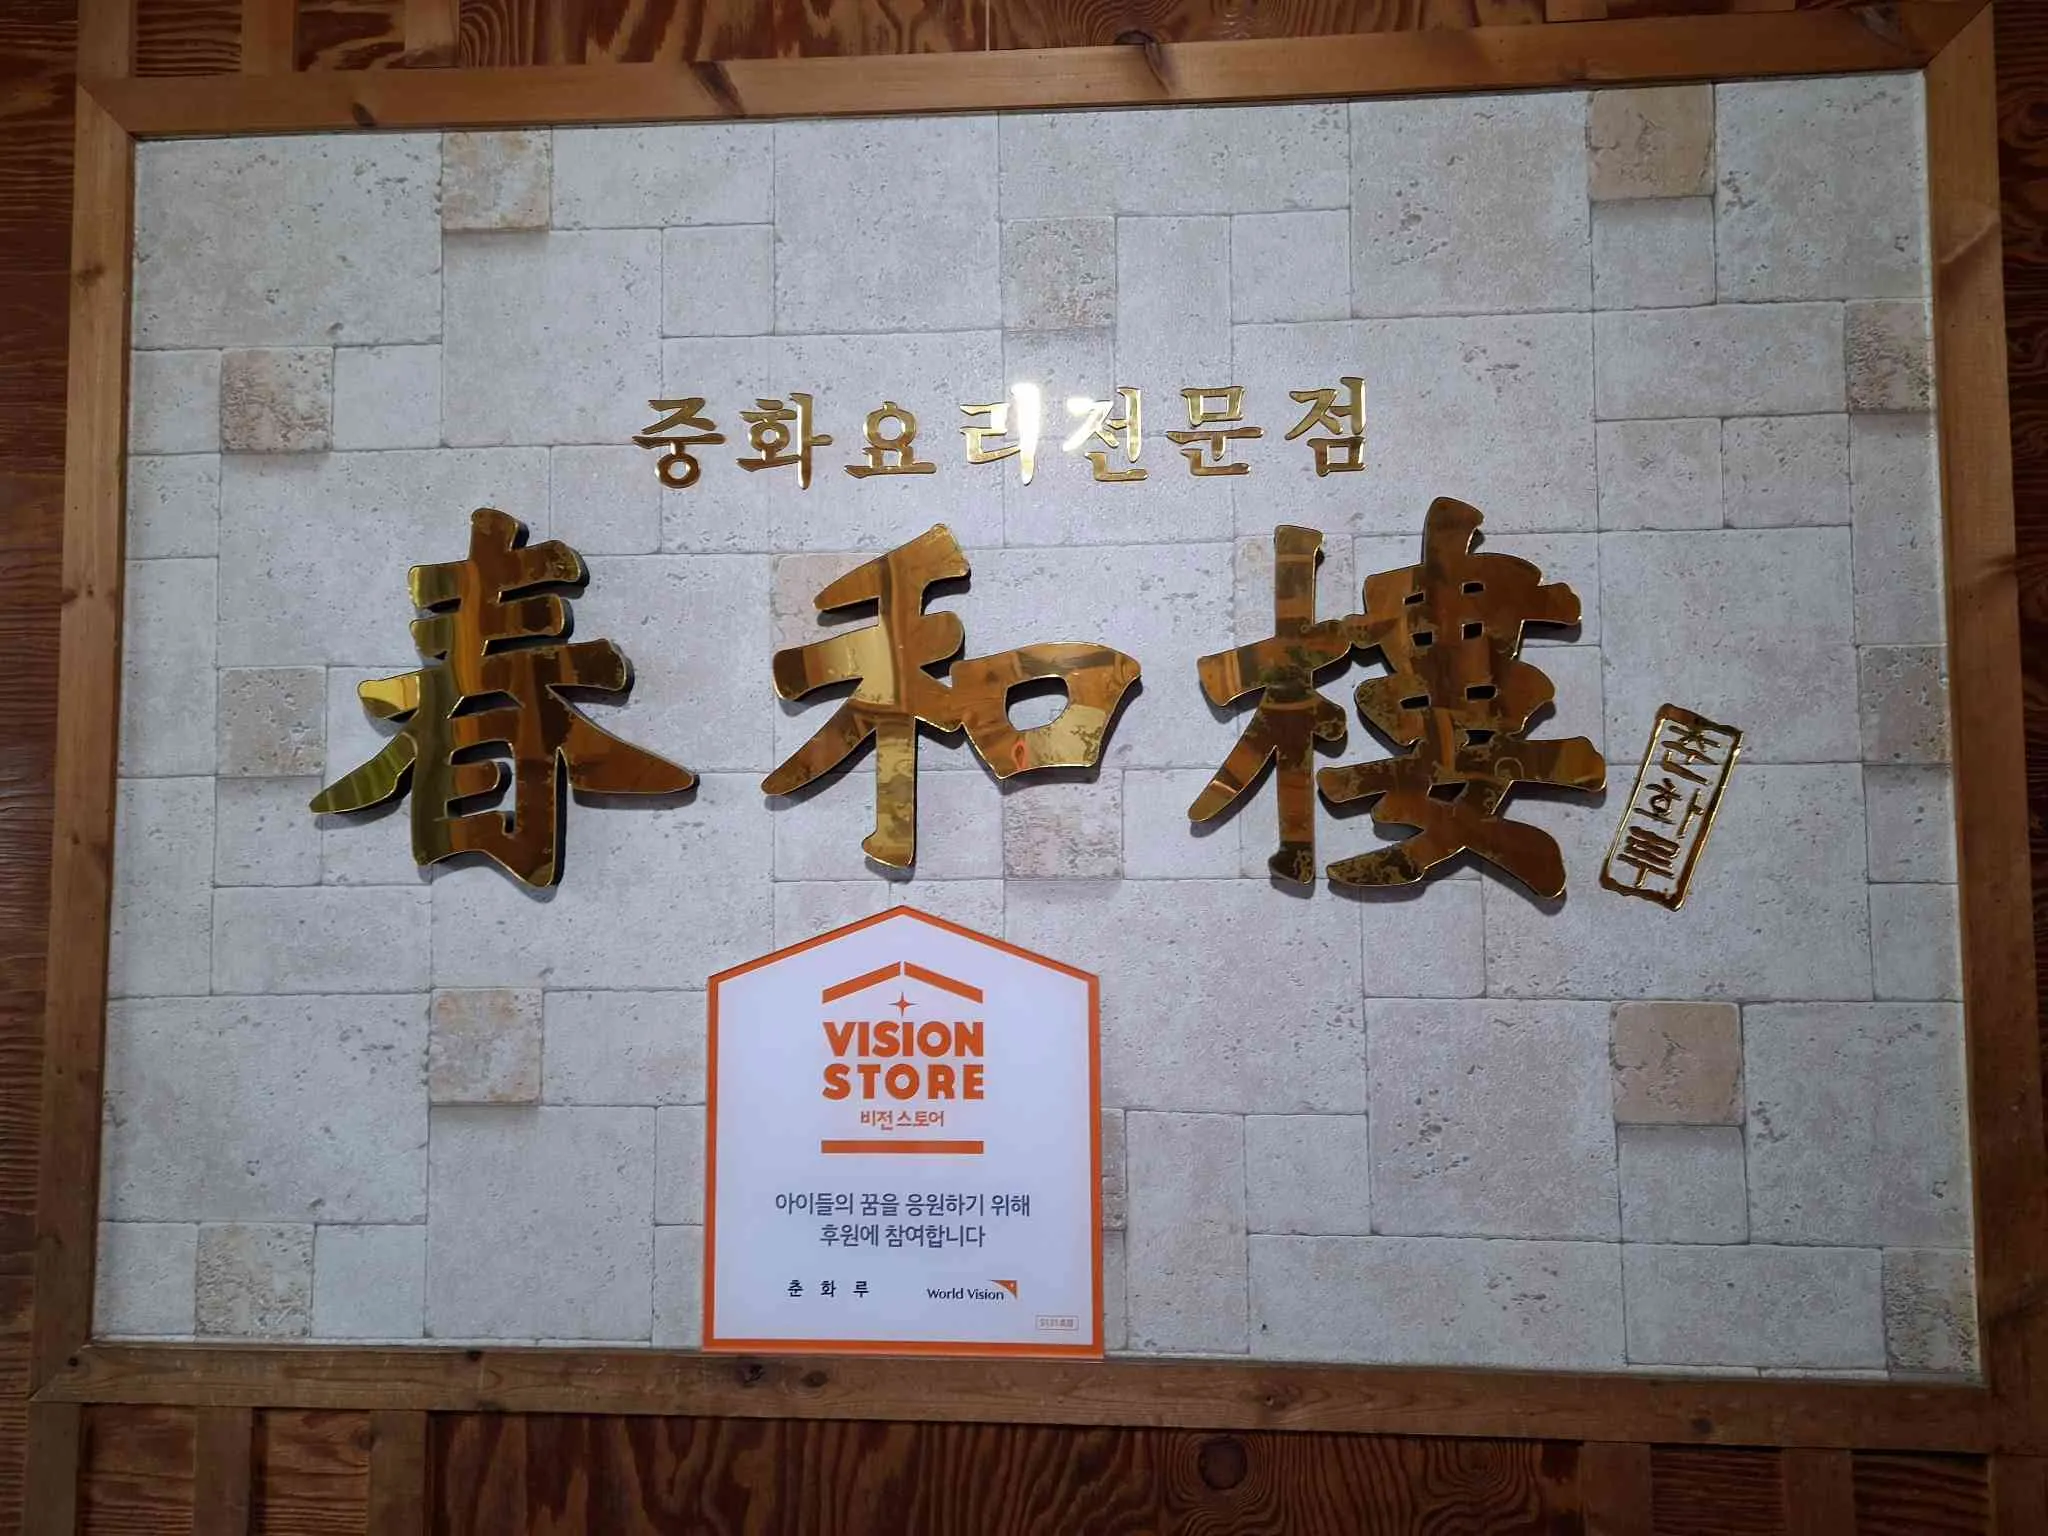 중화요리전문점
春和樓
춘화루
VISION
STORE
비전스토어
아이들의 꿈을 응원하기 위해
후원에 참여합니다
춘 화 루
World Vision